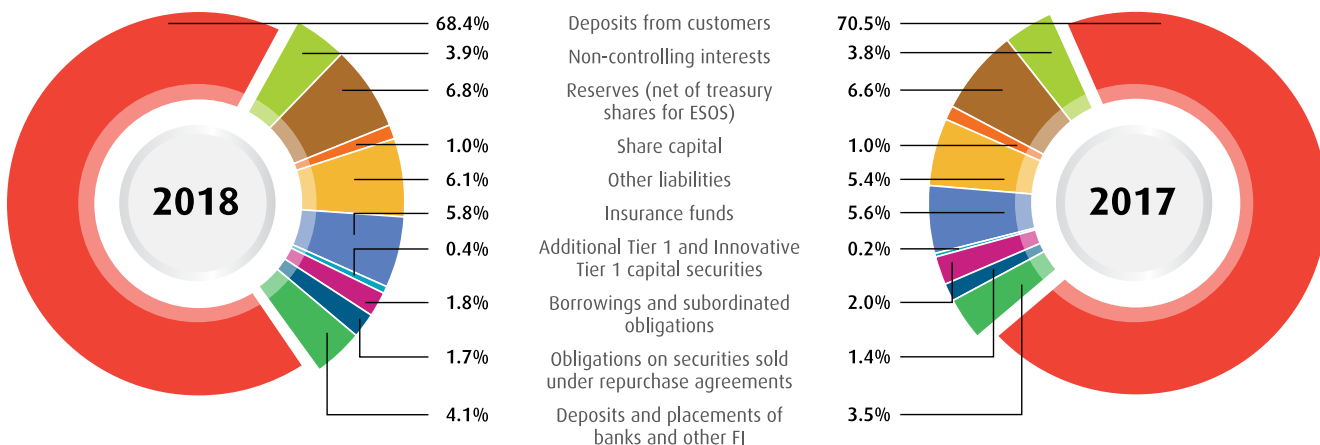 68.4% Deposits from customers 70.5%
3.9% Non-controlling interests 3.8%
6.8% Reserves (net of treasury 6.6%
shares for ESOS)
1.0% Share capital 1.0%
6.1% Other liabilities 5.4%
2018
2017
5.8% Insurance funds 5.6%
0.4% Additional Tier 1 and Innovative 0.2%
Tier 1 capital securities
1.8% Borrowings and subordinated 2.0%
obligations
1.7% Obligations on securities sold 1.4%
under repurchase agreements
4.1% Deposits and placements of 3.5%
banks and other FI